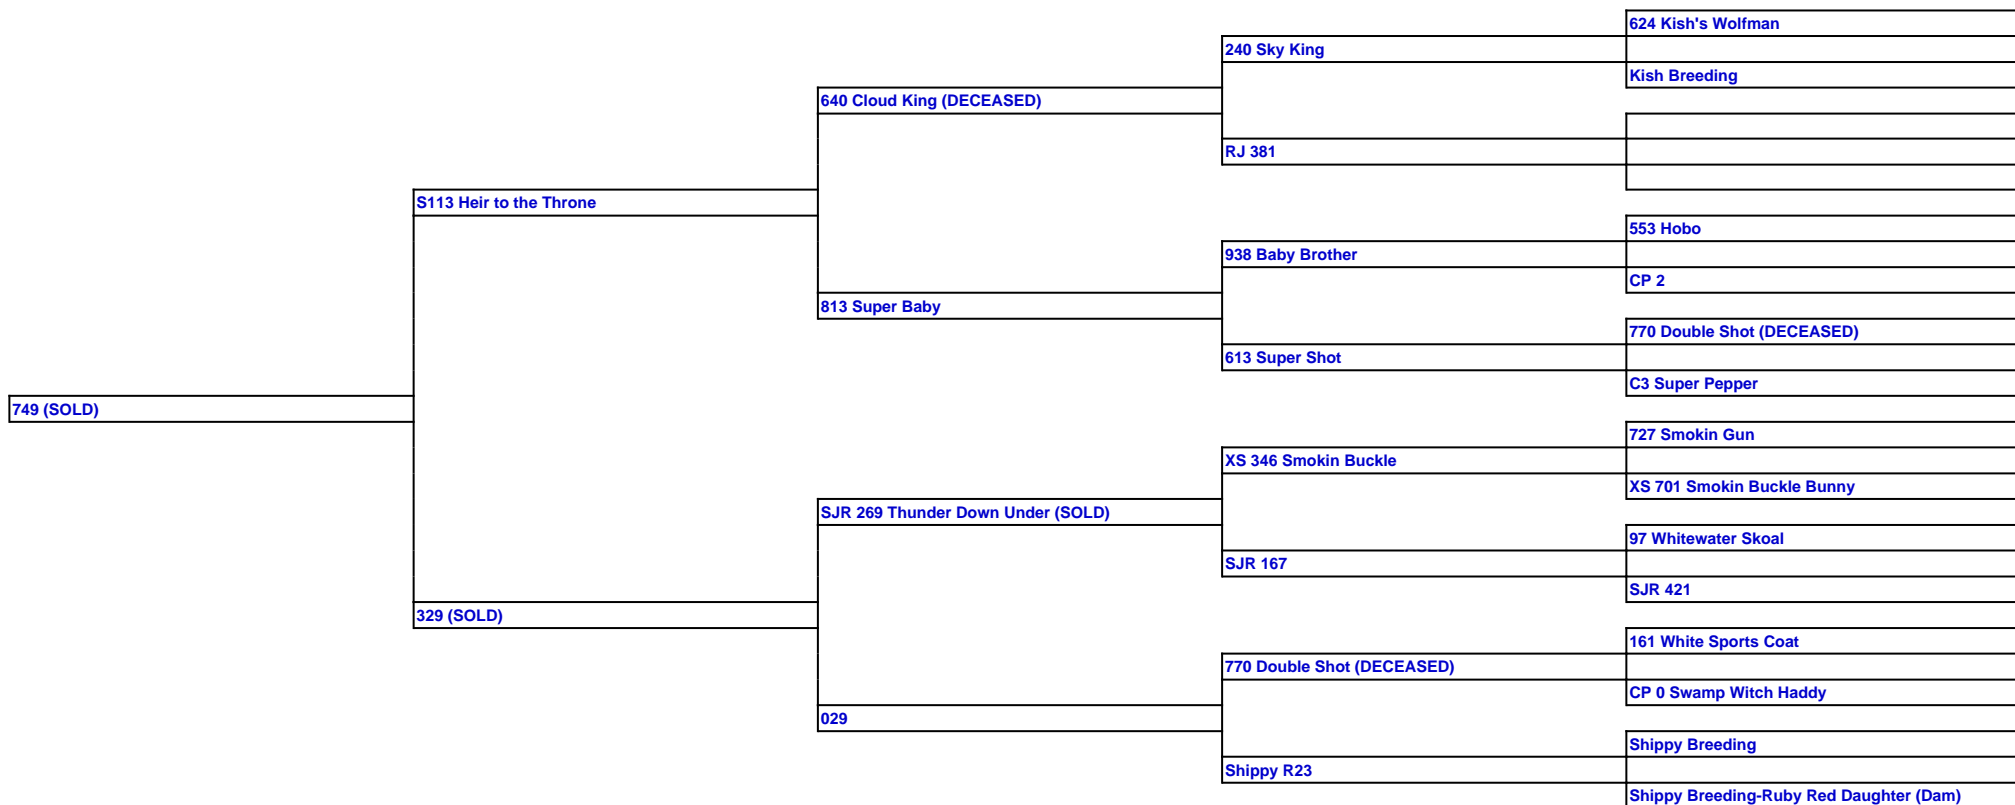 624 Kish's Wolfman
240 Sky King
Kish Breeding
640 Cloud King (DECEASED)
RJ 381
S113 Heir to the Throne
553 Hobo
938 Baby Brother
CP 2
813 Super Baby
770 Double Shot (DECEASED)
613 Super Shot
C3 Super Pepper
749 (SOLD)
727 Smokin Gun
XS 346 Smokin Buckle
XS 701 Smokin Buckle Bunny
SJR 269 Thunder Down Under (SOLD)
97 Whitewater Skoal
SJR 167
SJR 421
329 (SOLD)
161 White Sports Coat
770 Double Shot (DECEASED)
CP 0 Swamp Witch Haddy
029
Shippy Breeding
Shippy R23
Shippy Breeding-Ruby Red Daughter (Dam)